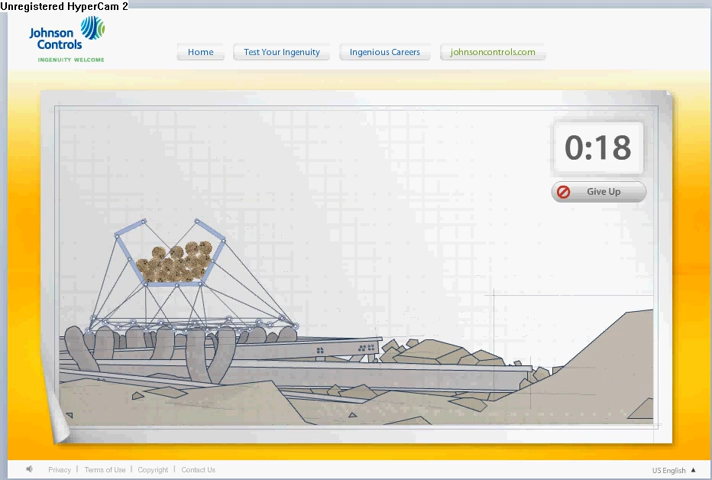 Unregistered HyperCam 2
Johnson
Controls
INGENUITY WELCOME
Home
Test Your Ingenuity
Ingenious Careers
johnsoncontrols.com
0:18
Give Up
Privacy | Terms of Use | Copyright | Contact Us
US English